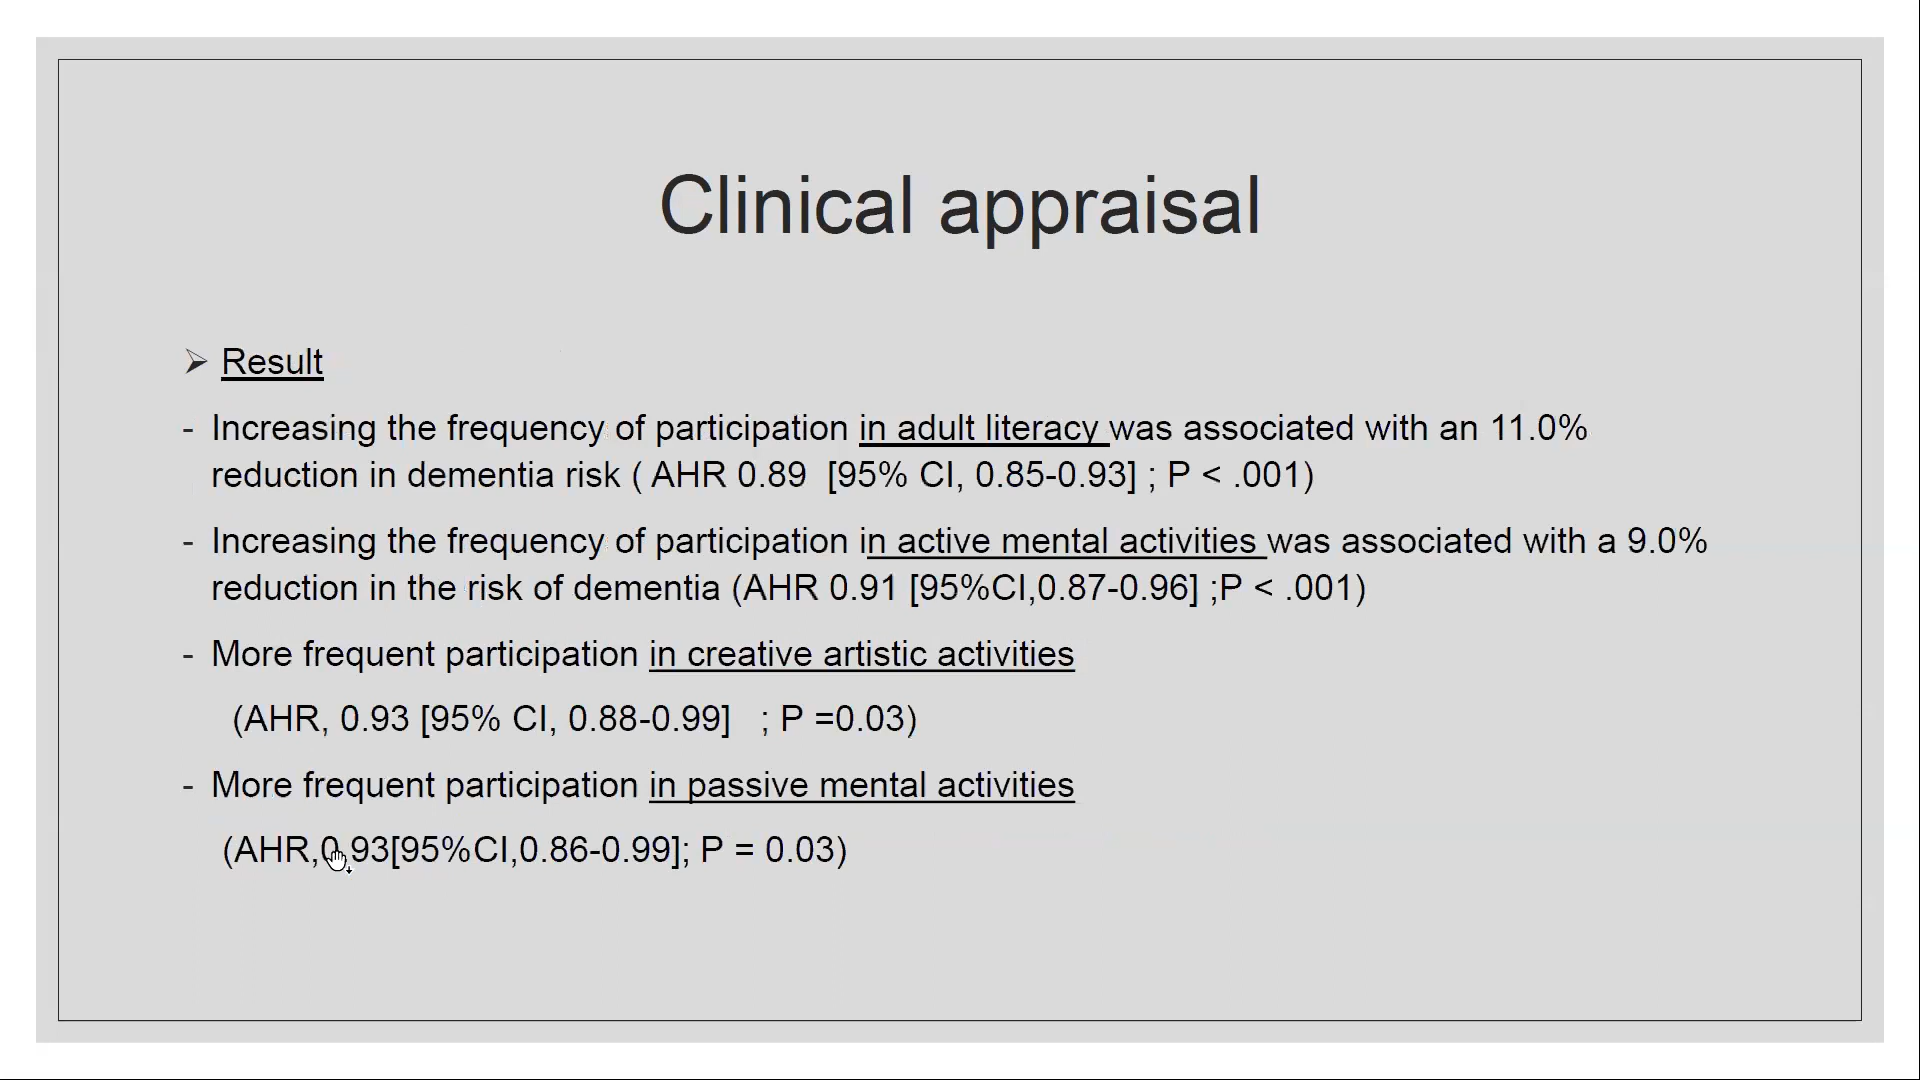 Clinical appraisal
➢ Result
- Increasing the frequency of participation in adult literacy was associated with an 11.0%
reduction in dementia risk ( AHR 0.89 [95% CI, 0.85-0.93] ; P < .001)
- Increasing the frequency of participation in active mental activities was associated with a 9.0%
reduction in the risk of dementia (AHR 0.91 [95%CI,0.87-0.96] ;P < .001)
- More frequent participation in creative artistic activities
(AHR, 0.93 [95% CI, 0.88-0.99] ; P =0.03)
- More frequent participation in passive mental activities
(AHR,0.93[95%CI,0.86-0.99]; P = 0.03)